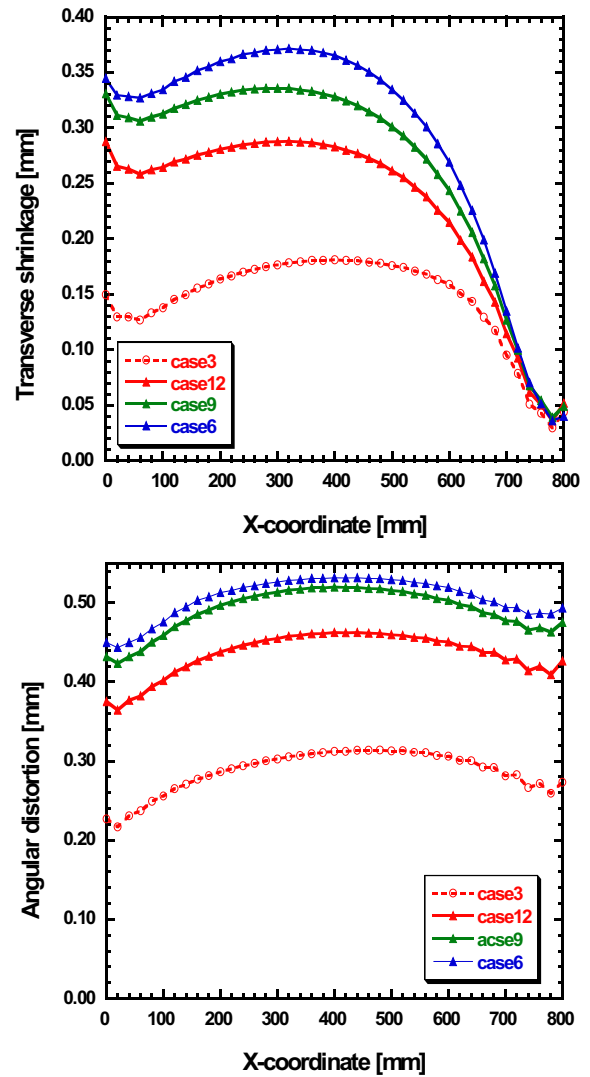 0.40
0.35
0.30
0.25
0.20
0.15
0.10
0.05
0.00
Transverse shrinkage [mm]
case3
case12
case9
case6
0 100 200 300 400 500 600 700 800
X-coordinate [mm]
0.50
0.40
0.30
0.20
0.10
0.00
Angular distortion [mm]
case3
case12
acse9
case6
0 100 200 300 400 500 600 700 800
X-coordinate [mm]